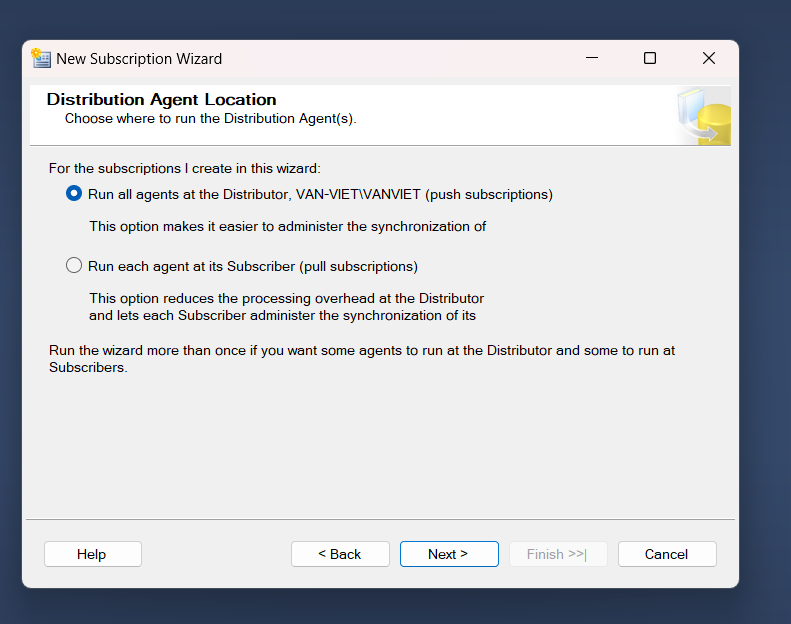 New Subscription Wizard
Distribution Agent Location
Choose where to run the Distribution Agent(s).
For the subscriptions I create in this wizard:
Run all agents at the Distributor, VAN-VIET\VANVIET (push subscriptions)
This option makes it easier to administer the synchronization of
Run each agent at its Subscriber (pull subscriptions)
This option reduces the processing overhead at the Distributor
and lets each Subscriber administer the synchronization of its
Run the wizard more than once if you want some agents to run at the Distributor and some to run at
Subscribers.
Help
< Back
Next >
Finish >>|
Cancel